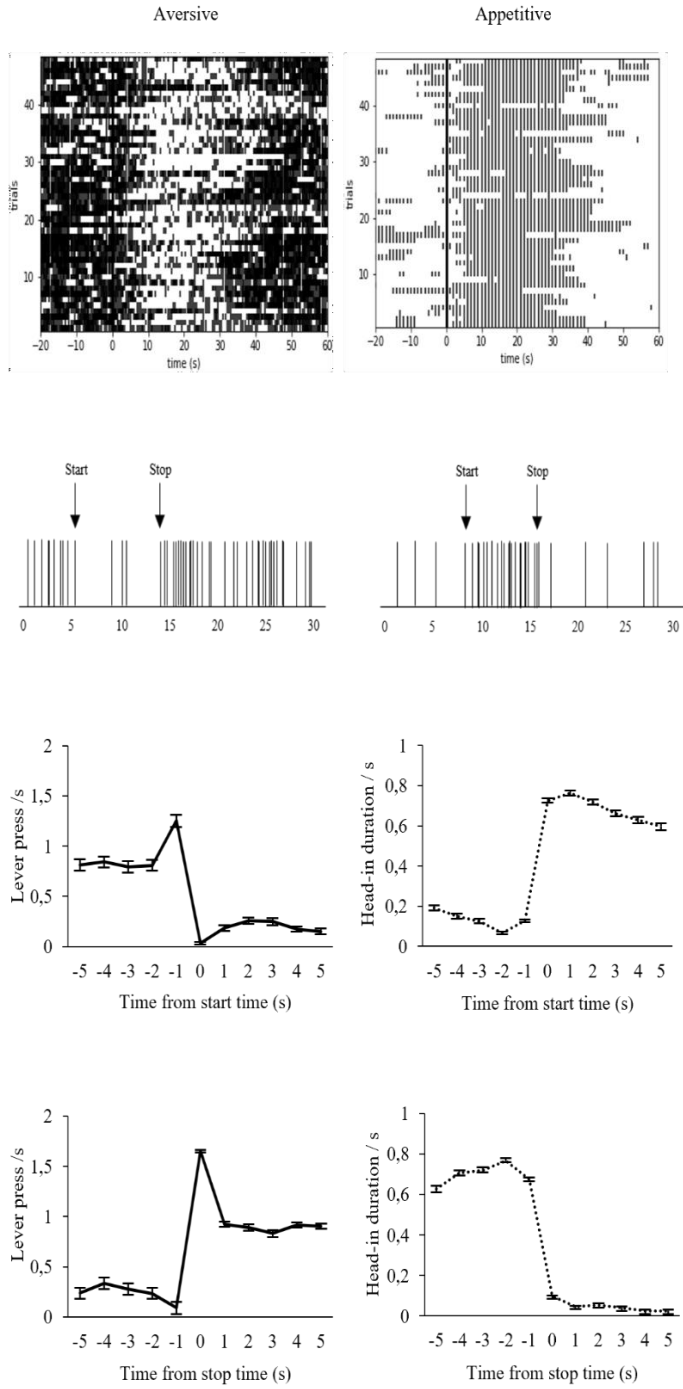 Aversive
Appetitive
40
30
20
10
trials
−20 −10 0 10 20 30 40 50 60
time (s)
40
30
20
10
trials
−20 −10 0 10 20 30 40 50 60
time (s)
Start Stop
0 5 10 15 20 25 30
Start Stop
0 5 10 15 20 25 30
Lever press /s
2
1,5
1
0,5
0
-5 -4 -3 -2 -1 0 1 2 3 4 5
Time from start time (s)
Head-in duration / s
1
0,8
0,6
0,4
0,2
0
-5 -4 -3 -2 -1 0 1 2 3 4 5
Time from start time (s)
Lever press /s
2
1,5
1
0,5
0
-5 -4 -3 -2 -1 0 1 2 3 4 5
Time from stop time (s)
Head-in duration / s
1
0,8
0,6
0,4
0,2
0
-5 -4 -3 -2 -1 0 1 2 3 4 5
Time from stop time (s)